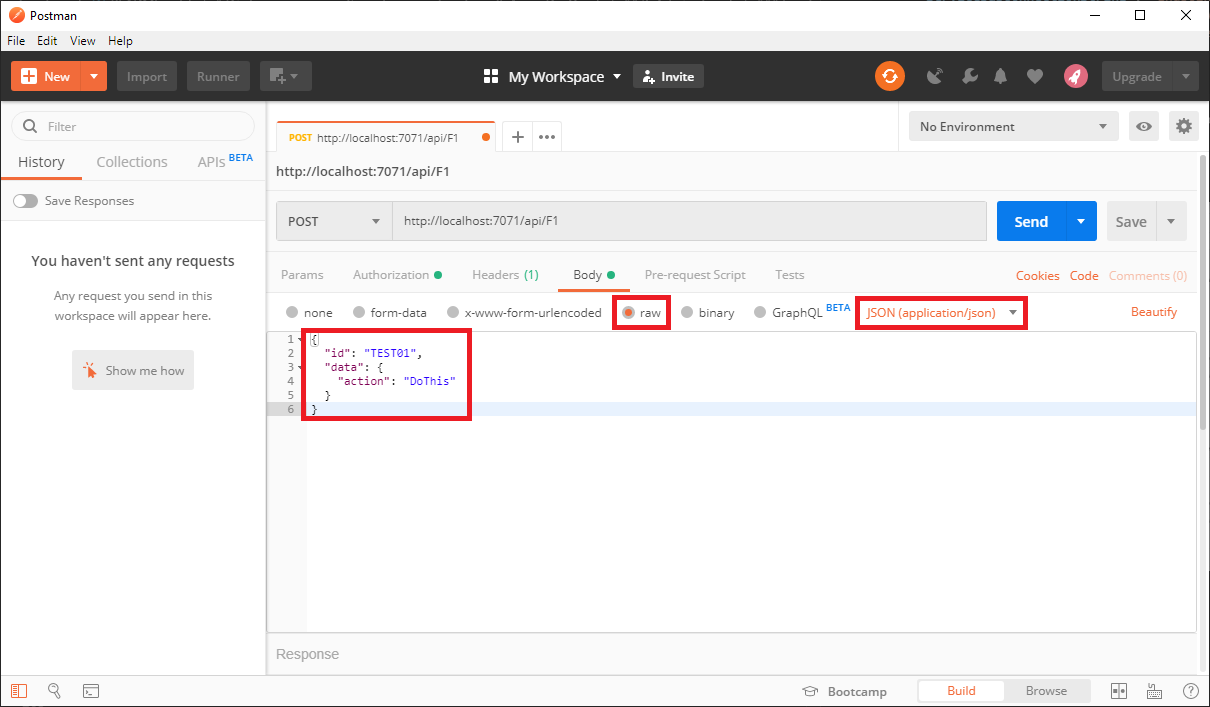 Postman
File Edit View Help
New Import Runner My Workspace Invite Upgrade
Filter
History Collections APIs BETA
Save Responses
You haven't sent any requests
Any request you send in this
workspace will appear here.
Show me how
POST http://localhost:7071/api/F1 + •••
No Environment
http://localhost:7071/api/F1
POST http://localhost:7071/api/F1 Send Save
Params Authorization Headers (1) Body Pre-request Script Tests Cookies Code Comments (0)
none form-data x-www-form-urlencoded raw binary GraphQL BETA JSON (application/json) Beautify
1 {
2 "id": "TEST01",
3 "data": {
4 "action": "DoThis"
5 }
6 }
Response
Bootcamp Build Browse ?